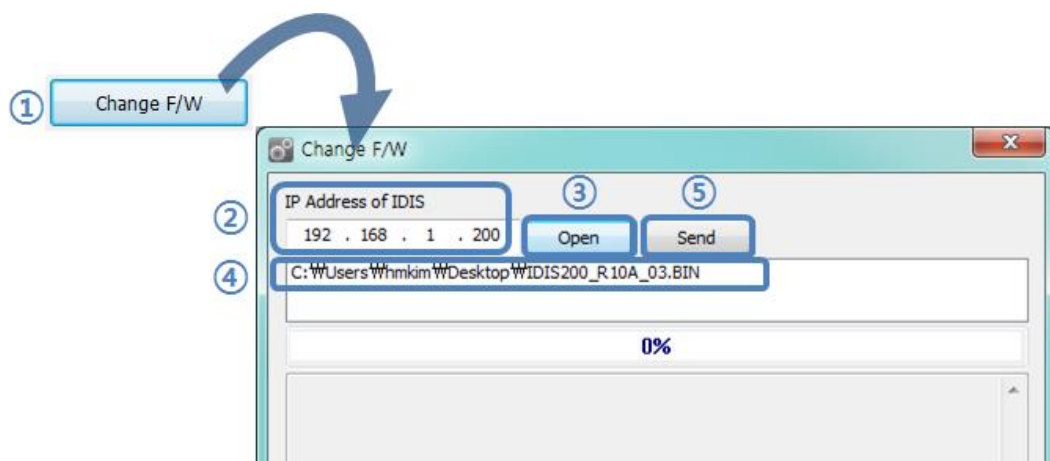 ① Change F/W
Change F/W
② IP Address of IDIS
192 . 168 . 1 . 200
③ Open
⑤ Send
④ C:₩Users₩hmkim₩Desktop₩IDIS200_R10A_03.BIN
0%